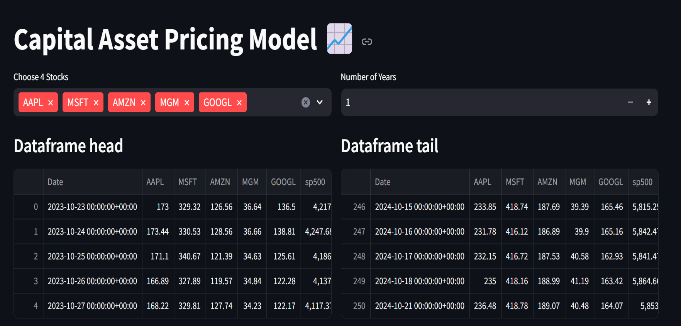 Capital Asset Pricing Model
Choose 4 Stocks
AAPL × MSFT × AMZN × MGM × GOOGL ×
Number of Years
1 − +
Dataframe head
Date AAPL MSFT AMZN MGM GOOGL sp500
0 2023-10-23 00:00:00+00:00 173 329.32 126.56 36.64 136.5 4,217
1 2023-10-24 00:00:00+00:00 173.44 330.53 128.56 36.66 138.81 4,247.68
2 2023-10-25 00:00:00+00:00 171.1 340.67 121.39 34.63 125.61 4,186
3 2023-10-26 00:00:00+00:00 166.89 327.89 119.57 34.84 122.28 4,137
4 2023-10-27 00:00:00+00:00 168.22 329.81 127.74 34.23 122.17 4,117.37
Dataframe tail
Date AAPL MSFT AMZN MGM GOOGL sp500
246 2024-10-15 00:00:00+00:00 233.85 418.74 187.69 39.39 165.46 5,815.2
247 2024-10-16 00:00:00+00:00 231.78 416.12 186.89 39.9 165.16 5,842.4
248 2024-10-17 00:00:00+00:00 232.15 416.72 187.53 40.58 162.93 5,841.4
249 2024-10-18 00:00:00+00:00 235 418.16 188.99 41.19 163.42 5,864.6
250 2024-10-21 00:00:00+00:00 236.48 418.78 189.07 40.48 164.07 5,853